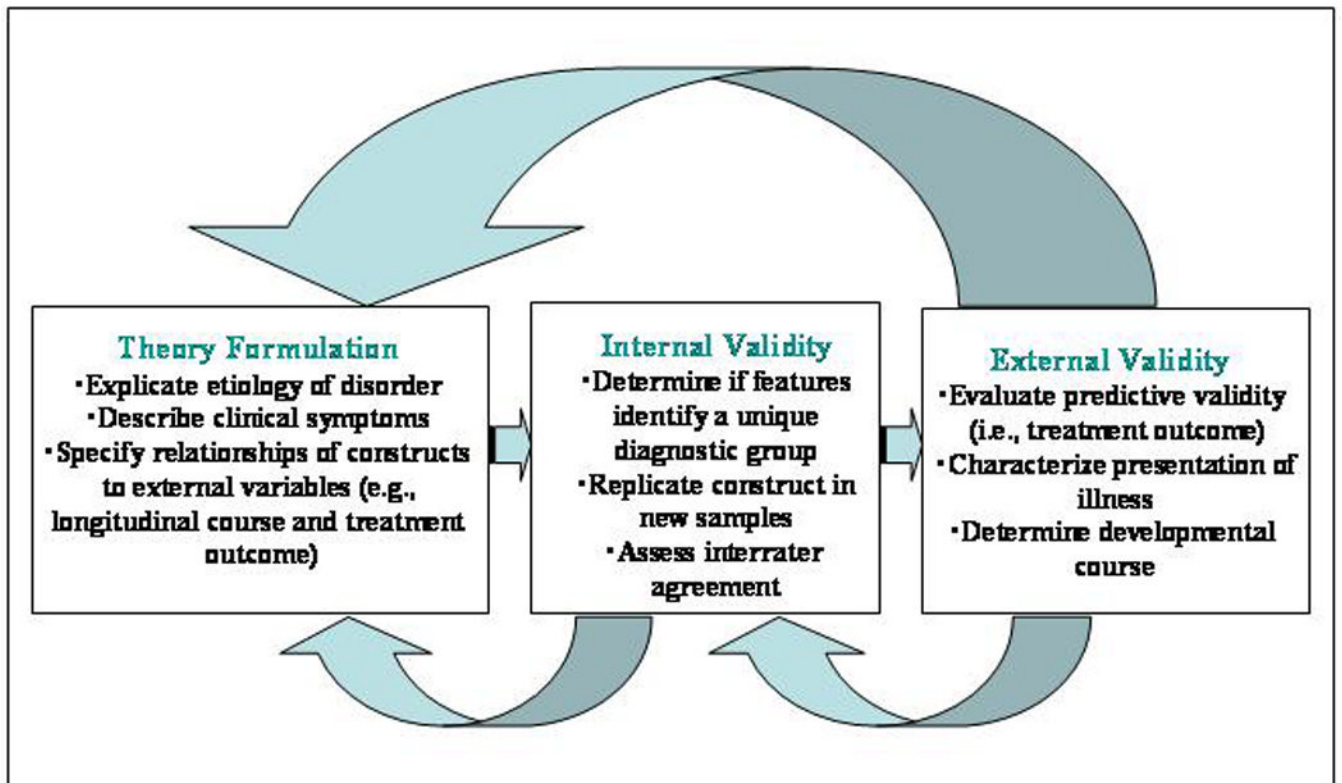 Theory Formulation
·Explicate etiology of disorder
·Describe clinical symptoms
·Specify relationships of constructs
to external variables (e.g.,
longitudinal course and treatment
outcome)
Internal Validity
·Determine if features
identify a unique
diagnostic group
·Replicate construct in
new samples
·Assess interrater
agreement
External Validity
·Evaluate predictive validity
(i.e., treatment outcome)
·Characterize presentation of
illness
·Determine developmental
course